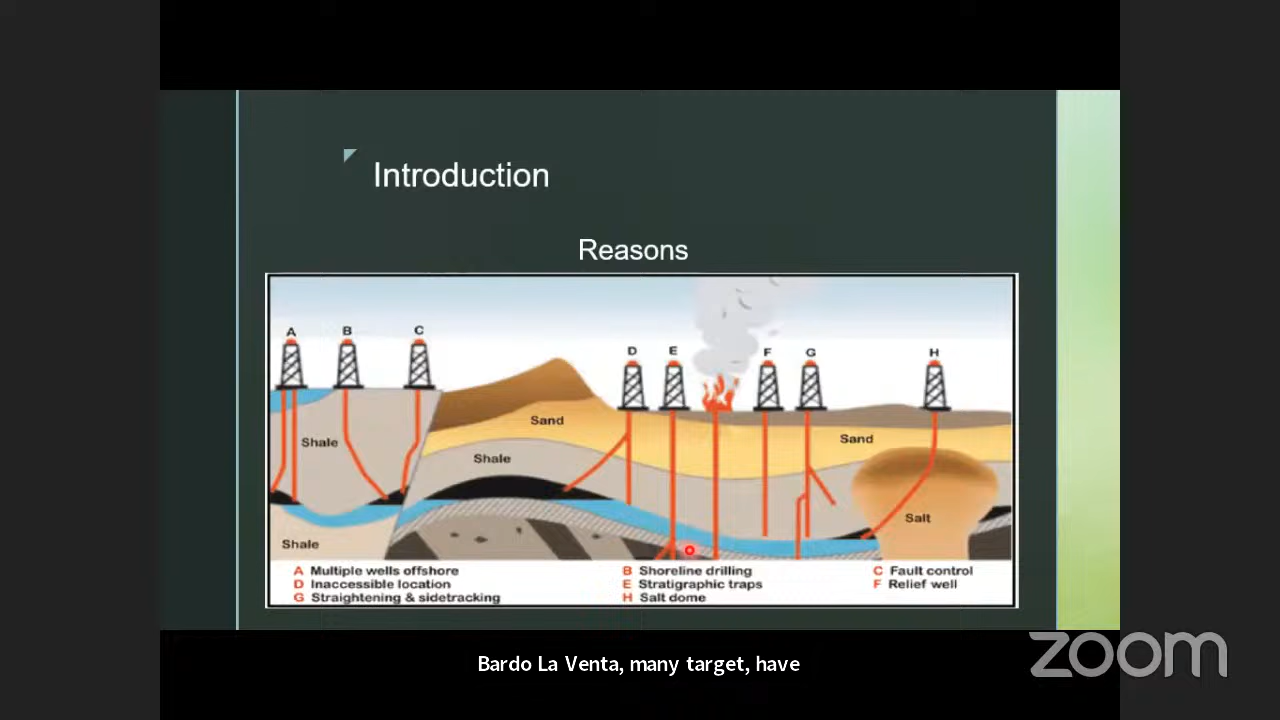 Introduction
Reasons
A B C D E F G H
Sand
Sand
Shale
Shale
Salt
Shale
A Multiple wells offshore B Shoreline drilling C Fault control
D Inaccessible location E Stratigraphic traps F Relief well
G Straightening & sidetracking H Salt dome
Bardo La Venta, many target, have
zoom